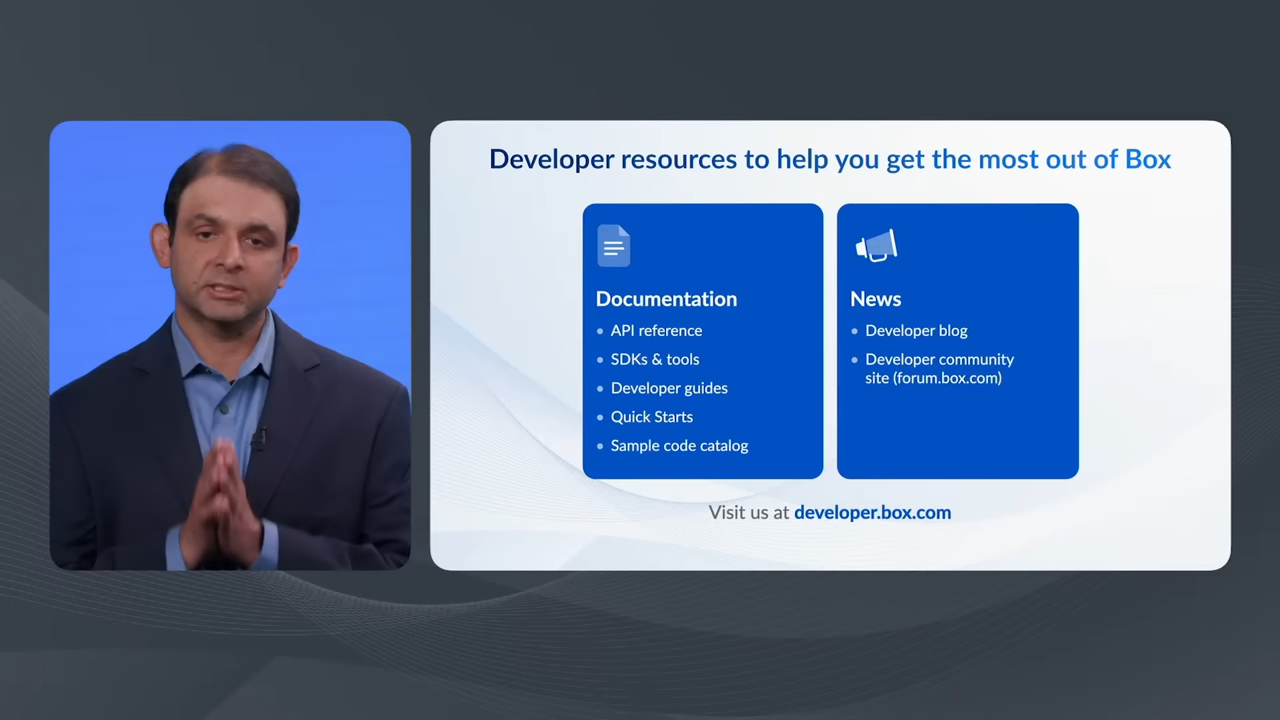 Developer resources to help you get the most out of Box
Documentation
API reference
SDKs & tools
Developer guides
Quick Starts
Sample code catalog
News
Developer blog
Developer community
site (forum.box.com)
Visit us at developer.box.com